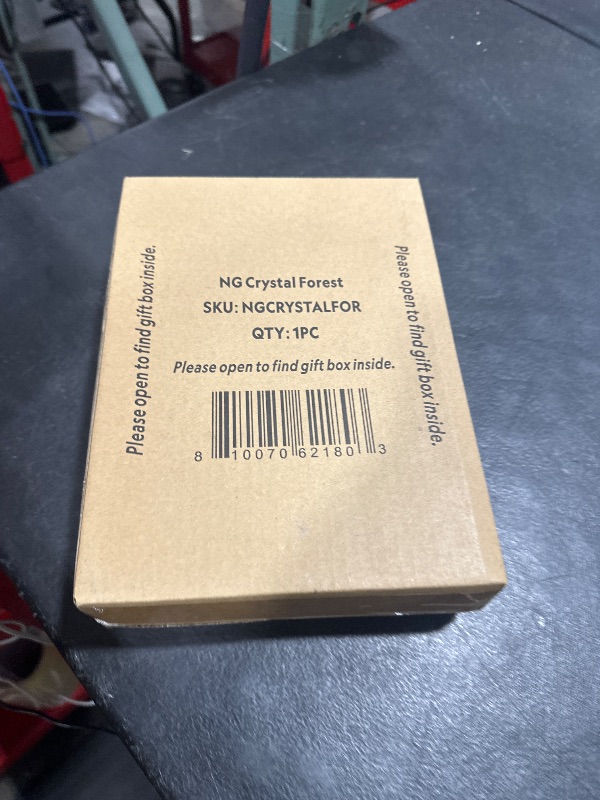 NG Crystal Forest
SKU: NGCRYSTALFOR
QTY: 1PC
Please open to find gift box inside.
8 10070 62180 3
Please open to find gift box inside.
Please open to find gift box inside.